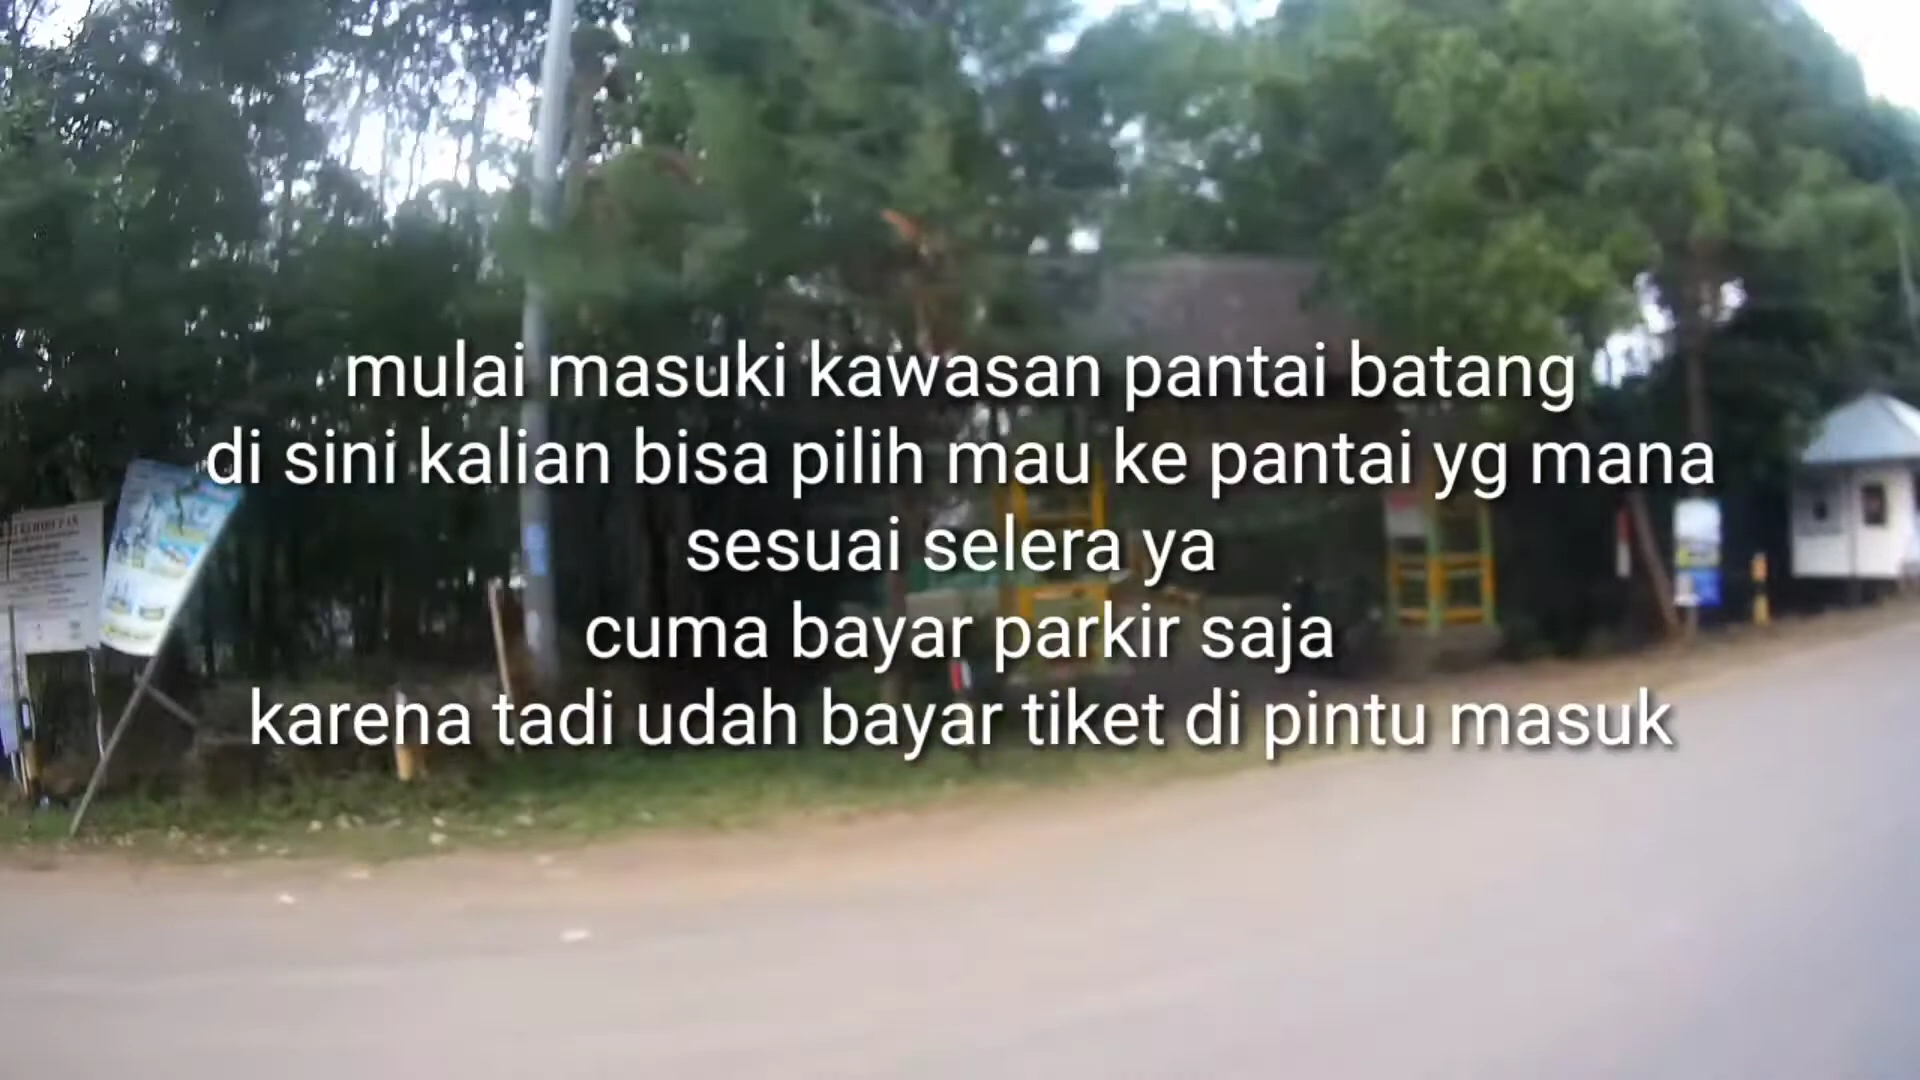 mulai masuki kawasan pantai batang
di sini kalian bisa pilih mau ke pantai yg mana
sesuai selera ya
cuma bayar parkir saja
karena tadi udah bayar tiket di pintu masuk